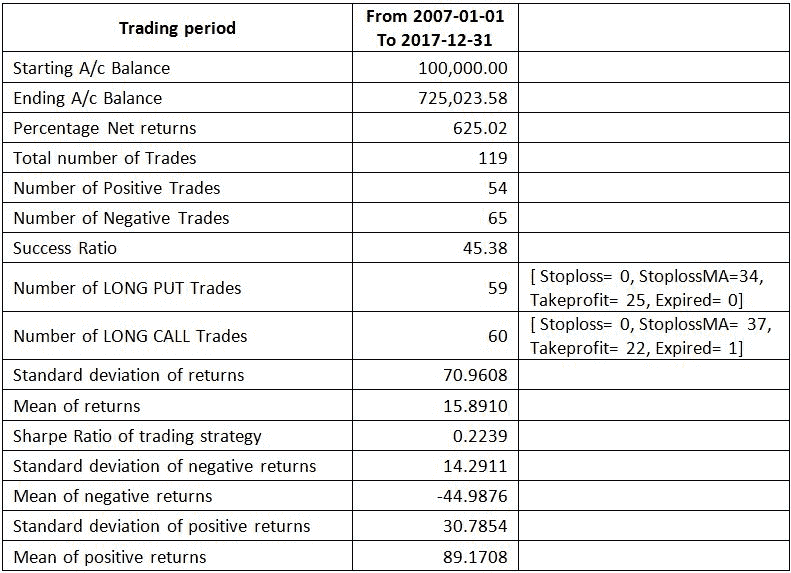 Trading period
From 2007-01-01
To 2017-12-31
Starting A/c Balance 100,000.00
Ending A/c Balance 725,023.58
Percentage Net returns 625.02
Total number of Trades 119
Number of Positive Trades 54
Number of Negative Trades 65
Success Ratio 45.38
Number of LONG PUT Trades 59 [ Stoploss= 0, StoplossMA=34,
Takeprofit= 25, Expired= 0]
Number of LONG CALL Trades 60 [ Stoploss= 0, StoplossMA= 37,
Takeprofit= 22, Expired= 1]
Standard deviation of returns 70.9608
Mean of returns 15.8910
Sharpe Ratio of trading strategy 0.2239
Standard deviation of negative returns 14.2911
Mean of negative returns -44.9876
Standard deviation of positive returns 30.7854
Mean of positive returns 89.1708